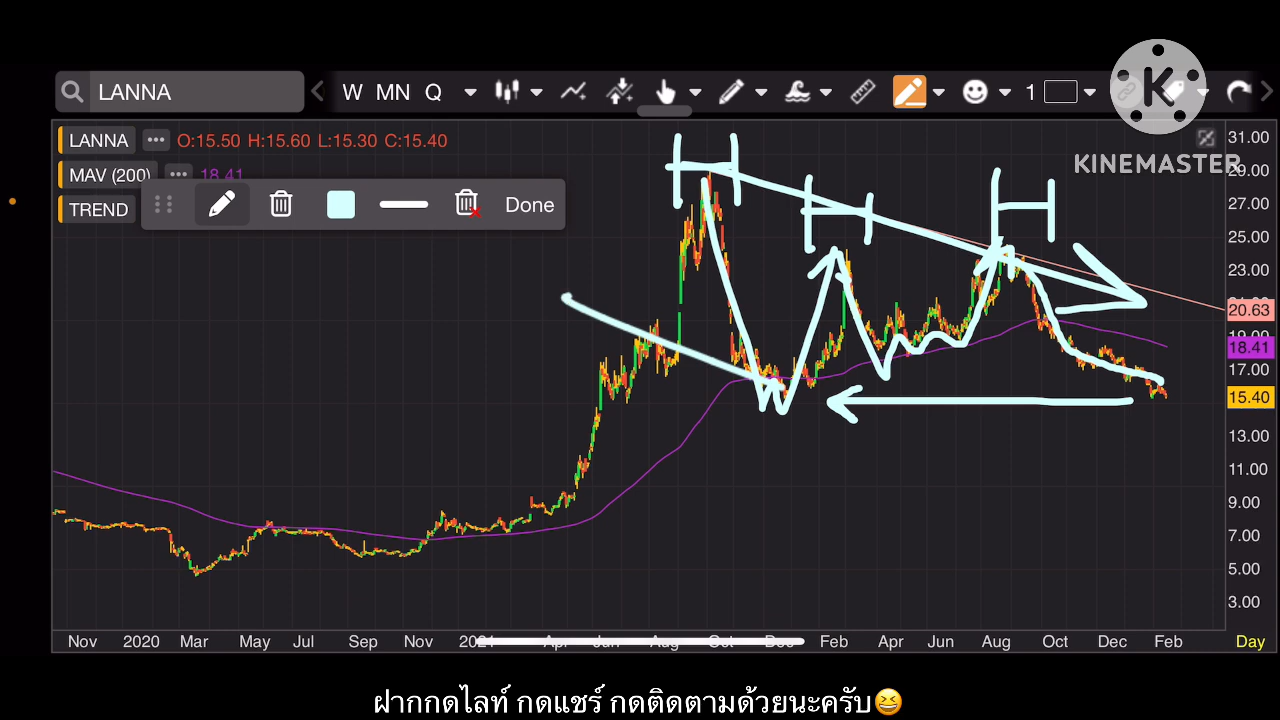 LANNA W MN Q 1
KINEMASTER
LANNA O:15.50 H:15.60 L:15.30 C:15.40
MAV (200) 18.41
TREND
Done
H H H
31.00
29.00
27.00
25.00
23.00
20.63
18.41
17.00
15.40
13.00
11.00
9.00
7.00
5.00
3.00
Nov 2020 Mar May Jul Sep Nov 2021 Apr Jun Aug Oct Dec Feb Apr Jun Aug Oct Dec Feb Day
ฝากกดไลท์ กดแชร์ กดติดตามด้วยนะครับ😆